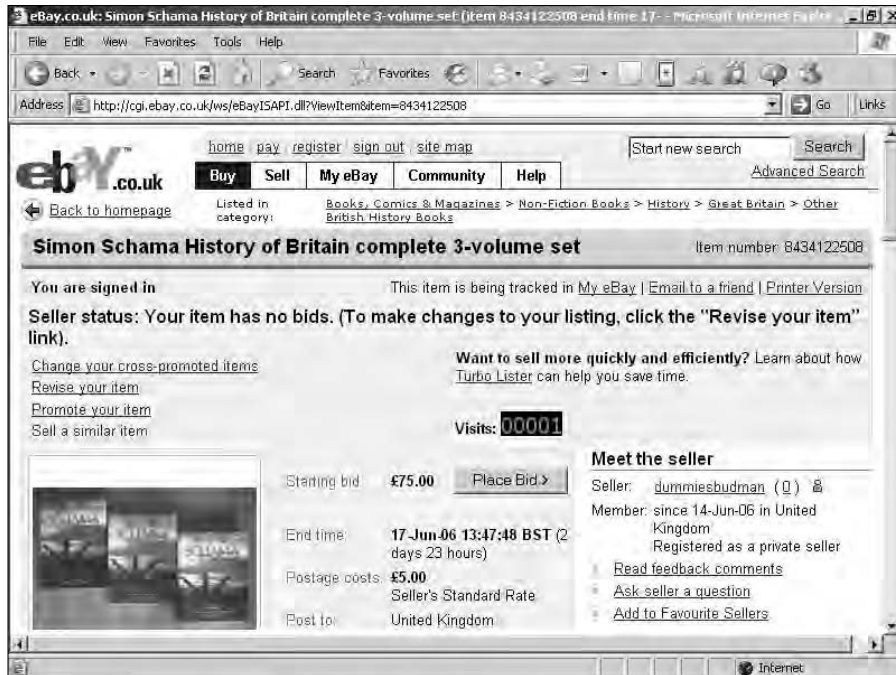 eBay.co.uk: Simon Schama History of Britain complete 3-volume set (item 8434122508 end time 17- - Microsoft Internet Explo
File Edit View Favorites Tools Help
Back Search Favorites
Address http://cgi.ebay.co.uk/ws/eBayISAPI.dll?ViewItem&item=8434122508 Go Links
home pay register sign out site map Start new search Search
ebay .co.uk Buy Sell My eBay Community Help Advanced Search
Back to homepage Listed in category: Books, Comics & Magazines > Non-Fiction Books > History > Great Britain > Other
British History Books
Simon Schama History of Britain complete 3-volume set Item number: 8434122508
You are signed in This item is being tracked in My eBay | Email to a friend | Printer Version
Seller status: Your item has no bids. (To make changes to your listing, click the "Revise your item"
link).
Change your cross-promoted items Want to sell more quickly and efficiently? Learn about how
Revise your item Turbo Lister can help you save time.
Promote your item
Sell a similar item Visits: 00001
Meet the seller
Starting bid: £75.00 Place Bid > Seller: dummiesbudman (0)
Member: since 14-Jun-06 in United
Kingdom
End time: 17-Jun-06 13:47:48 BST (2
days 23 hours) Registered as a private seller
Postage costs: £5.00 Read feedback comments
Seller's Standard Rate Ask seller a question
Post to: United Kingdom Add to Favourite Sellers
Internet